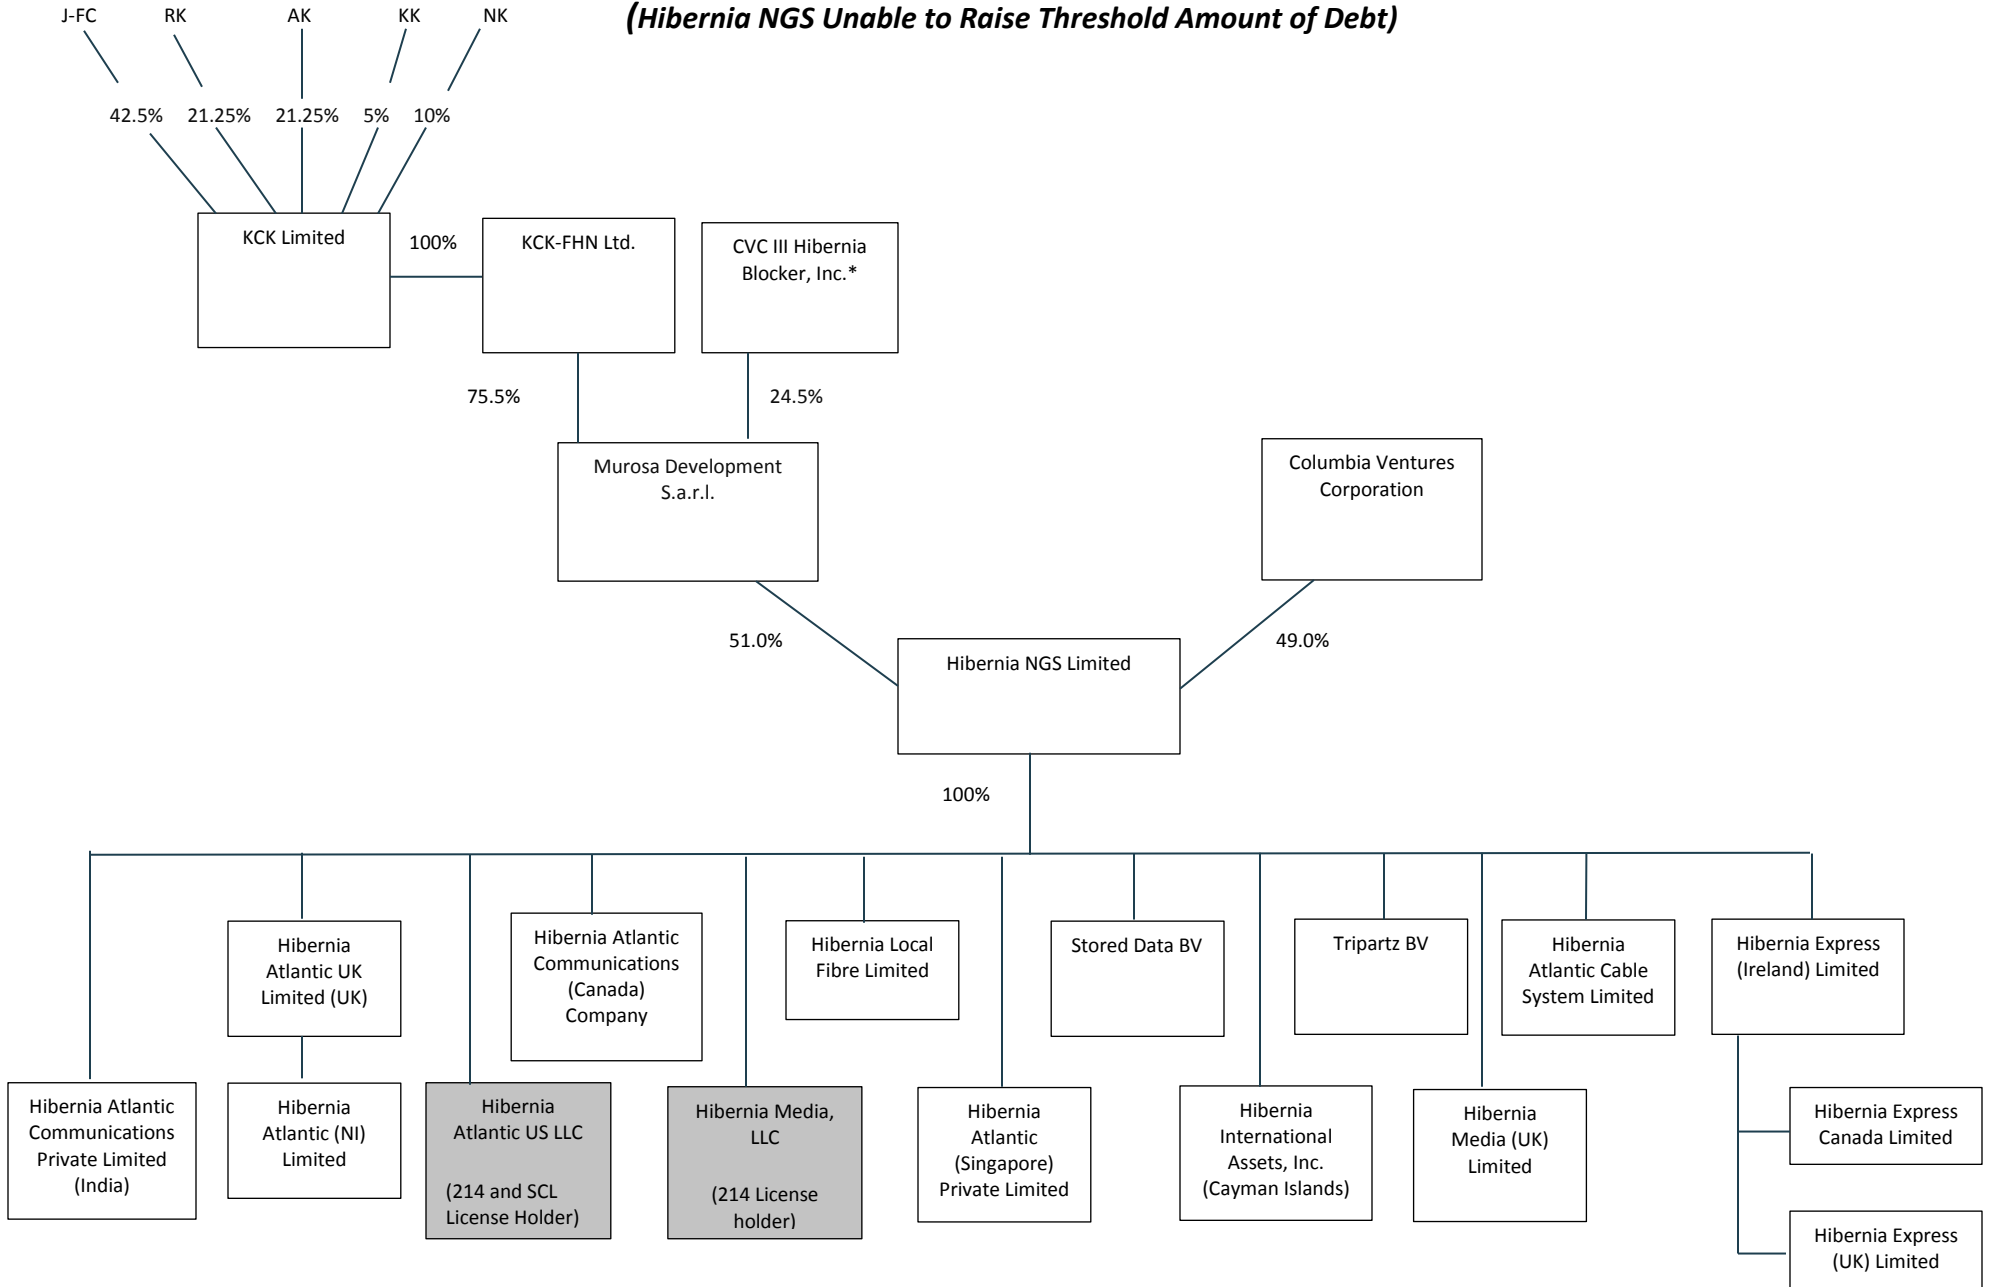 (Hibernia NGS Unable to Raise Threshold Amount of Debt)
J-FC
RK
AK
KK
NK
42.5%
21.25%
21.25%
5%
10%
KCK Limited
100%
KCK-FHN Ltd.
CVC III Hibernia
Blocker, Inc.*
75.5%
24.5%
Murosa Development
S.a.r.l.
Columbia Ventures
Corporation
51.0%
49.0%
Hibernia NGS Limited
100%
Hibernia
Atlantic UK
Limited (UK)
Hibernia Atlantic
Communications
(Canada)
Company
Hibernia Local
Fibre Limited
Stored Data BV
Tripartz BV
Hibernia
Atlantic Cable
System Limited
Hibernia Express
(Ireland) Limited
Hibernia Atlantic
Communications
Private Limited
(India)
Hibernia
Atlantic (NI)
Limited
Hibernia
Atlantic US LLC
(214 and SCL
License Holder)
Hibernia Media,
LLC
(214 License
holder)
Hibernia
Atlantic
(Singapore)
Private Limited
Hibernia
International
Assets, Inc.
(Cayman Islands)
Hibernia
Media (UK)
Limited
Hibernia Express
Canada Limited
Hibernia Express
(UK) Limited